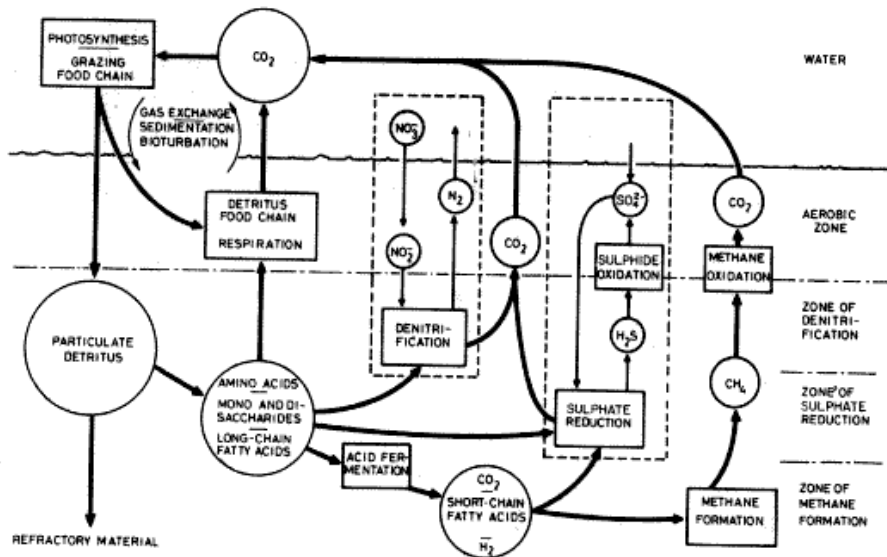 PHOTOSYNTHESIS
GRAZING
FOOD CHAIN
CO2
WATER
GAS EXCHANGE
SEDIMENTATION
BIOTURBATION
NO3-
N2
DETRITUS
FOOD CHAIN
RESPIRATION
NO2-
CO2
SO4 2-
SULPHIDE
OXIDATION
CO2
METHANE
OXIDATION
AEROBIC
ZONE
PARTICULATE
DETRITUS
DENITRI-
FICATION
H2S
ZONE OF
DENITRI-
FICATION
AMINO ACIDS
MONO AND DI-
SACCHARIDES
LONG-CHAIN
FATTY ACIDS
SULPHATE
REDUCTION
CH4
ZONE OF
SULPHATE
REDUCTION
ACID FER-
MENTATION
CO2
SHORT-CHAIN
FATTY ACIDS
H2
METHANE
FORMATION
ZONE OF
METHANE
FORMATION
REFRACTORY MATERIAL